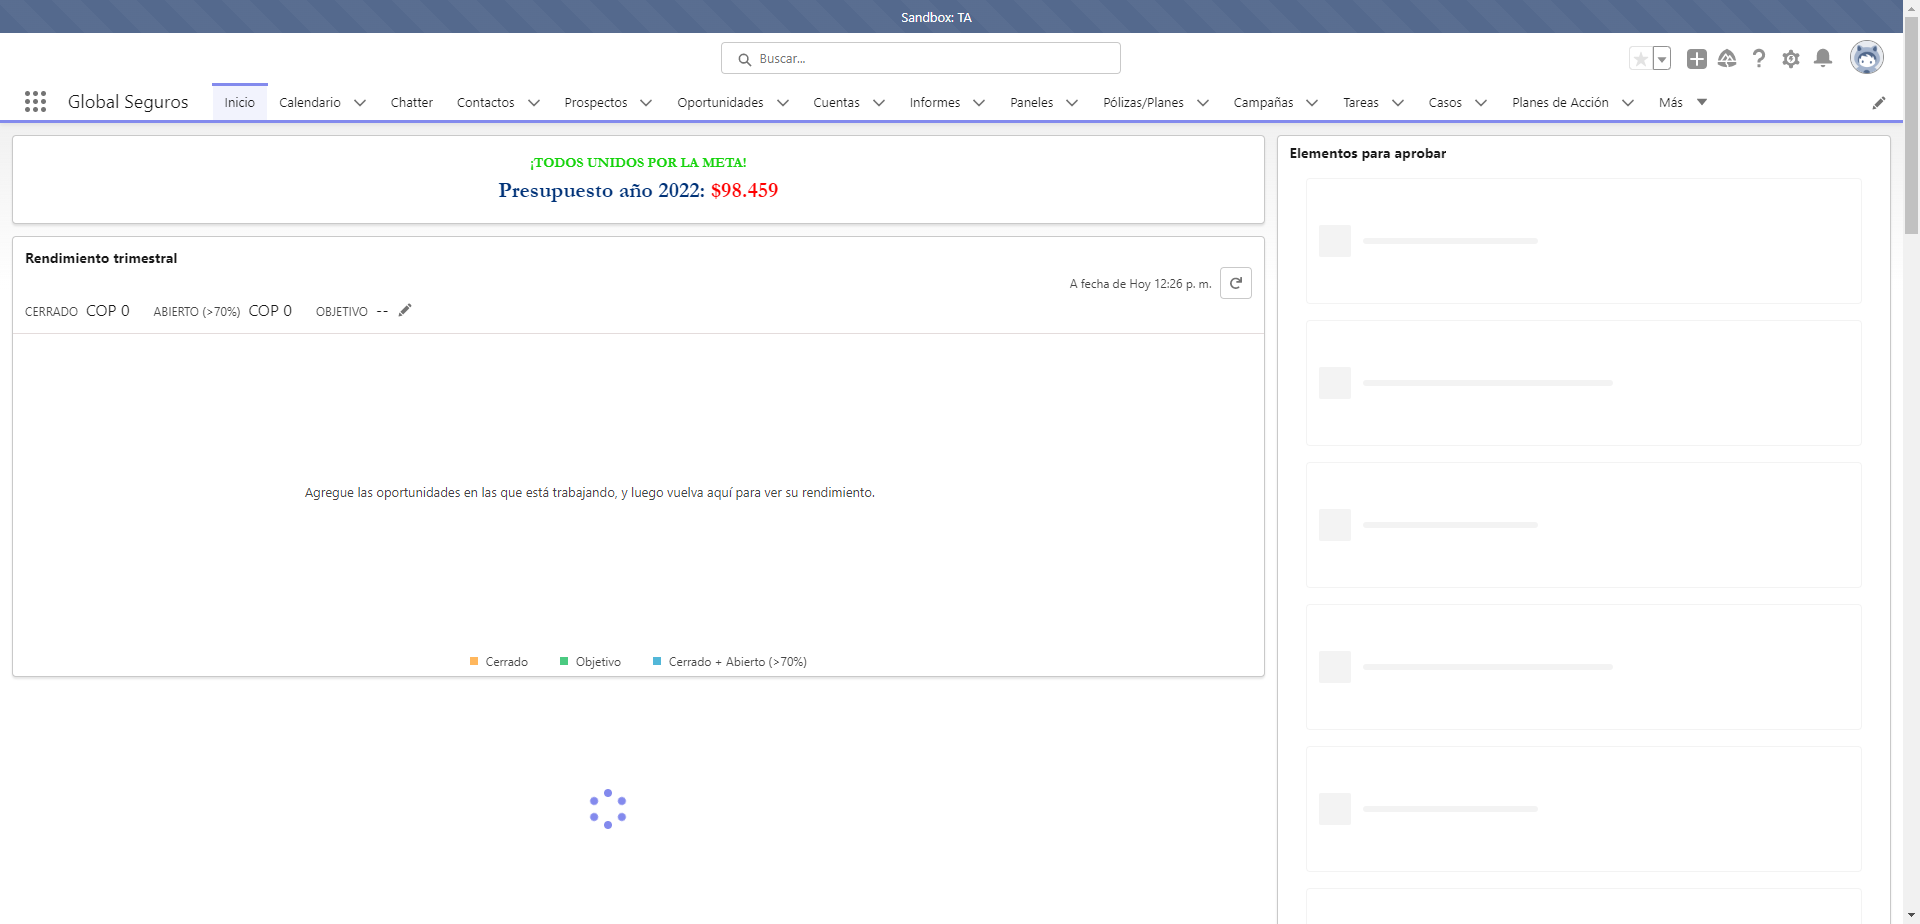 Sandbox: TA
Buscar...
Global Seguros
Inicio Calendario Chatter Contactos Prospectos Oportunidades Cuentas Informes Paneles Pólizas/Planes Campañas Tareas Casos Planes de Acción Más
¡TODOS UNIDOS POR LA META!
Presupuesto año 2022: $98.459
Rendimiento trimestral
A fecha de Hoy 12:26 p. m.
CERRADO COP 0 ABIERTO (>70%) COP 0 OBJETIVO --
Agregue las oportunidades en las que está trabajando, y luego vuelva aquí para ver su rendimiento.
Cerrado Objetivo Cerrado + Abierto (>70%)
Elementos para aprobar